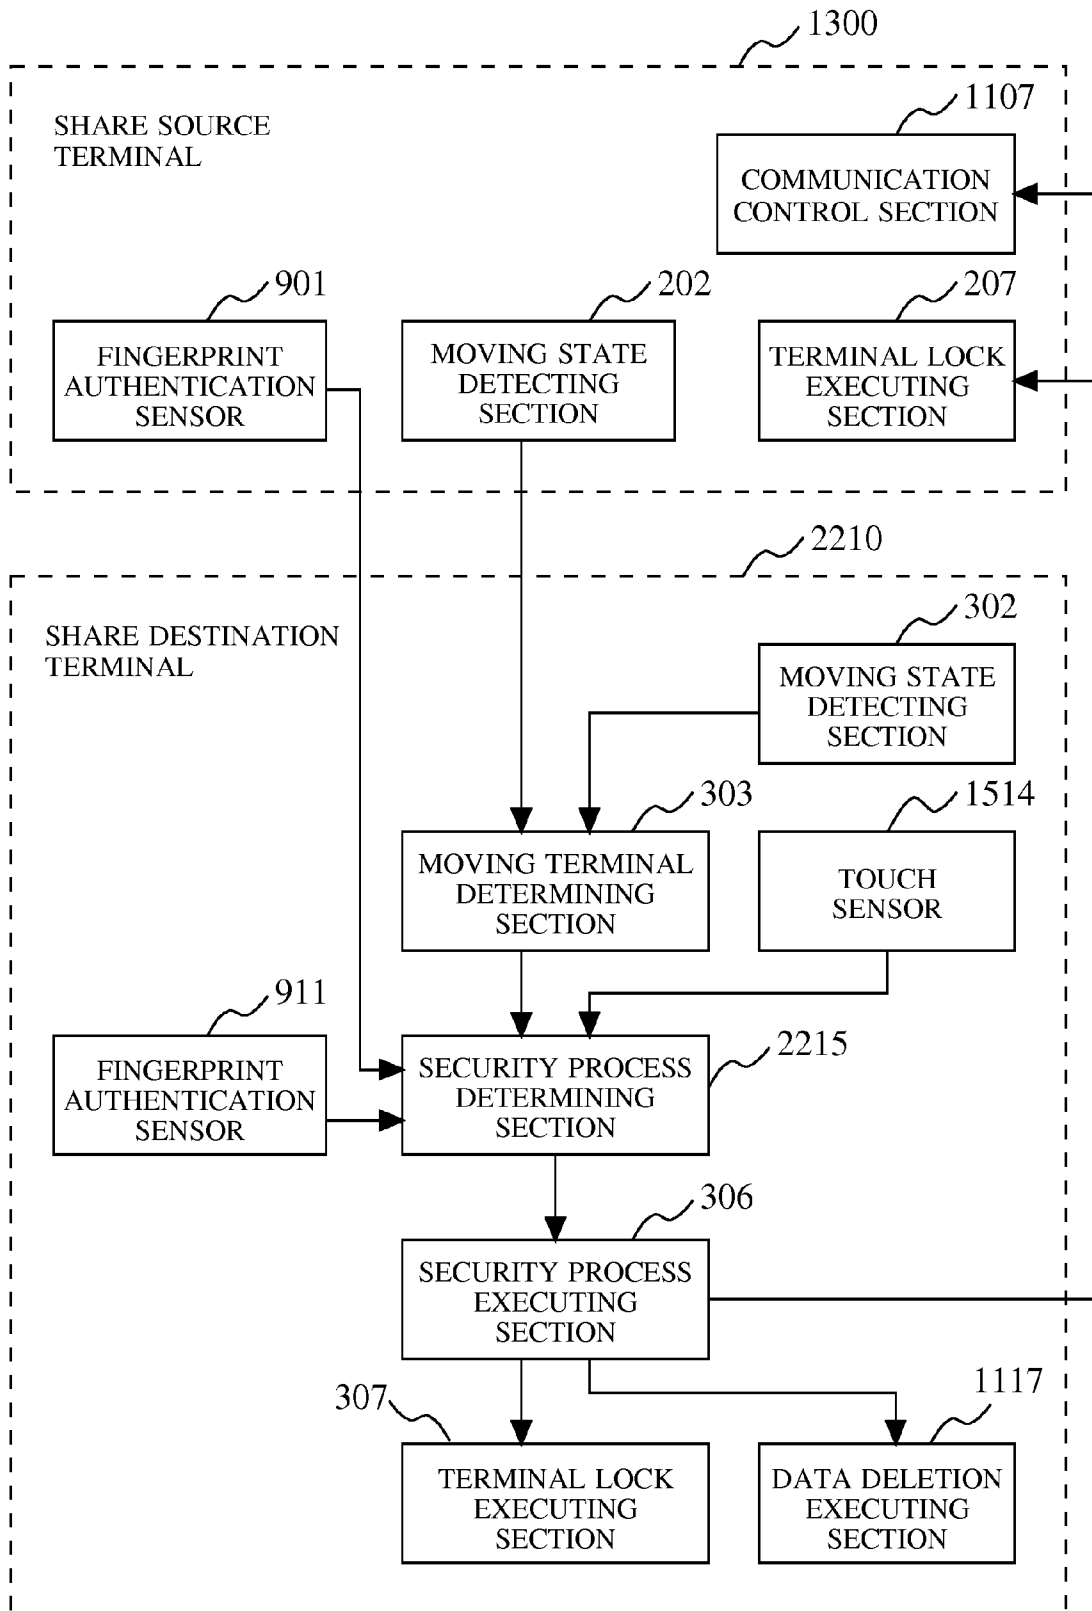 1300
SHARE SOURCE
TERMINAL
1107
COMMUNICATION
CONTROL SECTION
901
FINGERPRINT
AUTHENTICATION
SENSOR
202
MOVING STATE
DETECTING
SECTION
207
TERMINAL LOCK
EXECUTING
SECTION
2210
SHARE DESTINATION
TERMINAL
302
MOVING STATE
DETECTING
SECTION
303
MOVING TERMINAL
DETERMINING
SECTION
1514
TOUCH
SENSOR
911
FINGERPRINT
AUTHENTICATION
SENSOR
2215
SECURITY PROCESS
DETERMINING
SECTION
306
SECURITY PROCESS
EXECUTING
SECTION
307
TERMINAL LOCK
EXECUTING
SECTION
1117
DATA DELETION
EXECUTING
SECTION